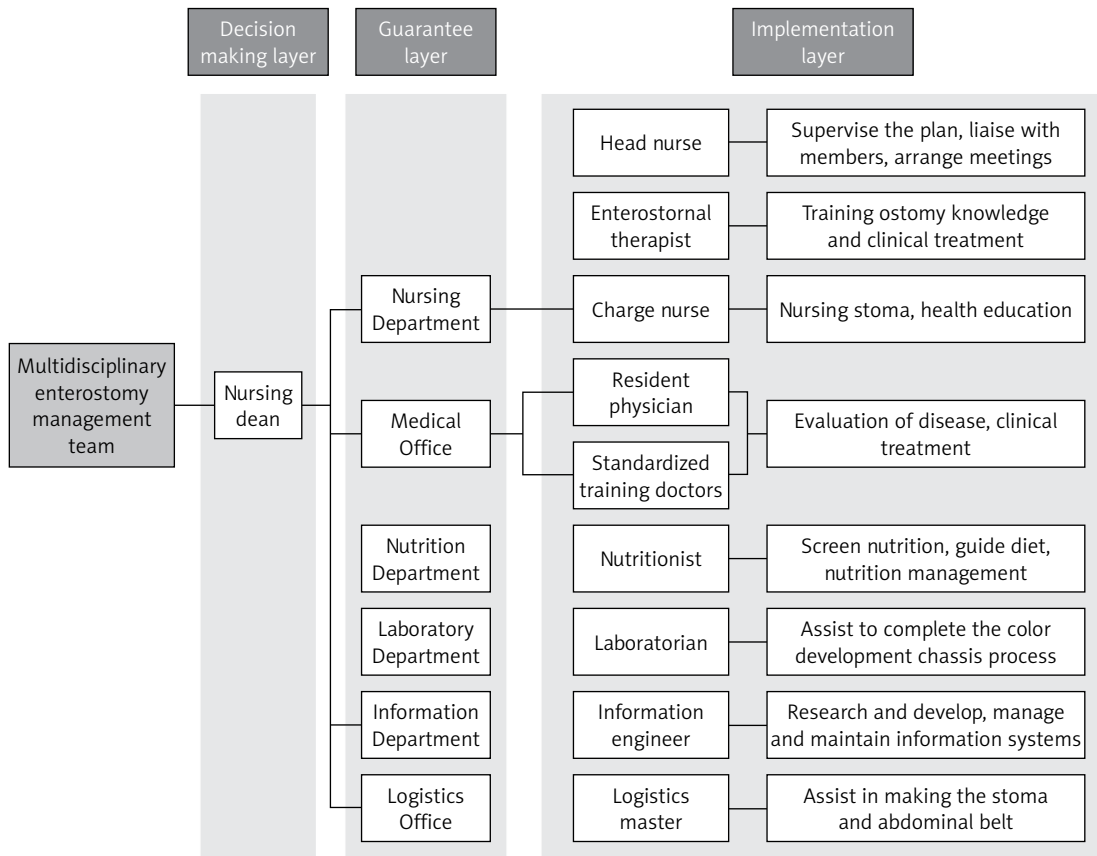 Decision
making layer
Guarantee
layer
Implementation
layer
Multidisciplinary
enterostomy
management
team
Nursing
dean
Nursing
Department
Medical
Office
Nutrition
Department
Laboratory
Department
Information
Department
Logistics
Office
Head nurse
Supervise the plan, liaise with
members, arrange meetings
Enterostornal
therapist
Training ostomy knowledge
and clinical treatment
Charge nurse
Nursing stoma, health education
Resident
physician
Standardized
training doctors
Evaluation of disease, clinical
treatment
Nutritionist
Screen nutrition, guide diet,
nutrition management
Laboratorian
Assist to complete the color
development chassis process
Information
engineer
Research and develop, manage
and maintain information systems
Logistics
master
Assist in making the stoma
and abdominal belt